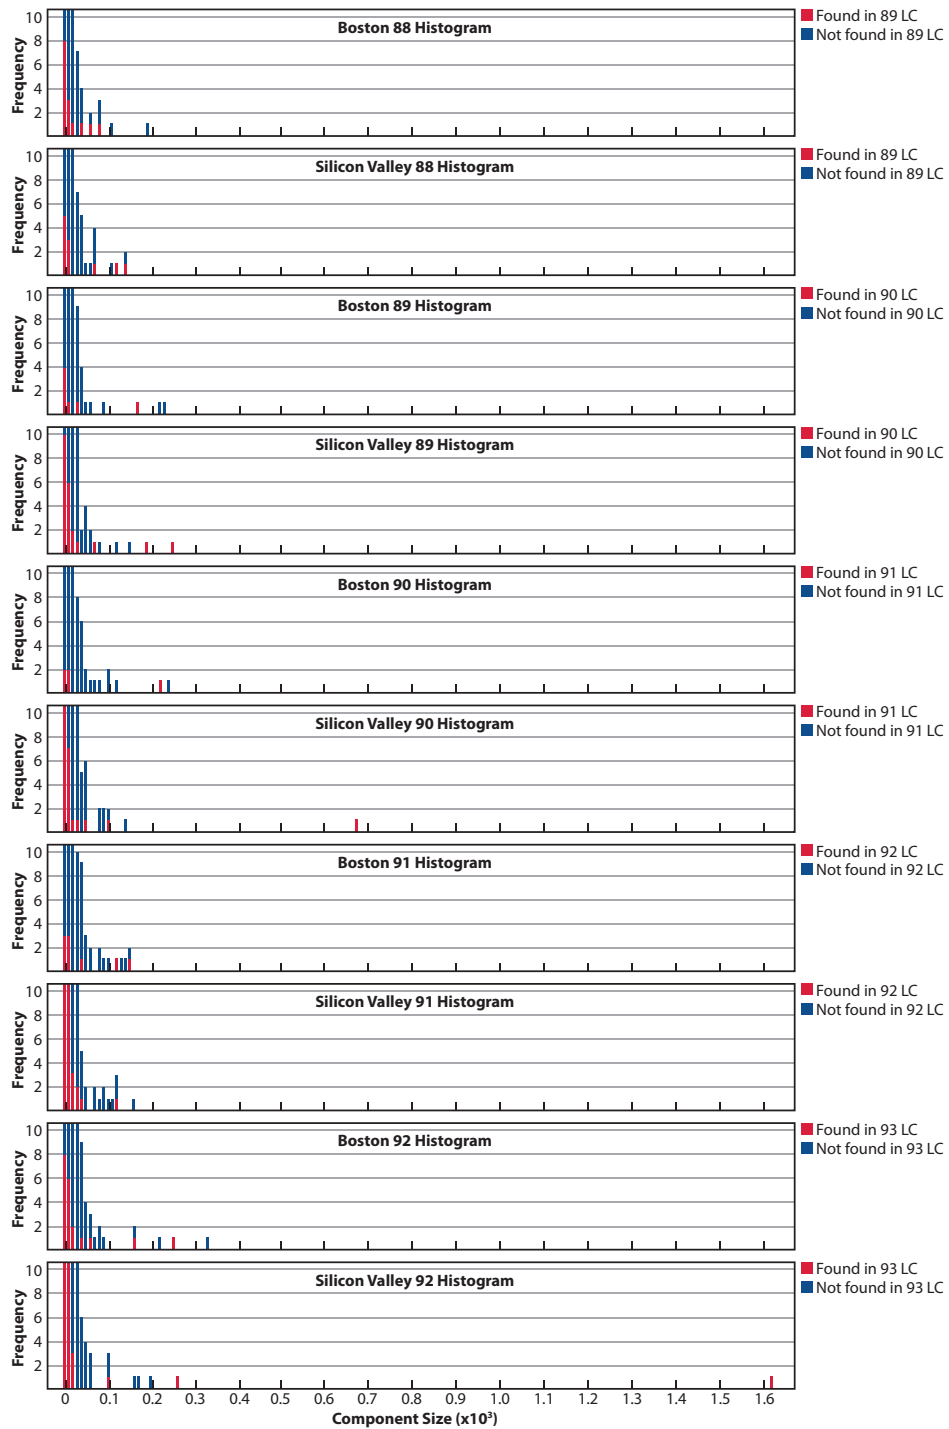 Boston 88 Histogram
Found in 89 LC
Not found in 89 LC
Frequency
10
8
6
4
2
Silicon Valley 88 Histogram
Found in 89 LC
Not found in 89 LC
Frequency
10
8
6
4
2
Boston 89 Histogram
Found in 90 LC
Not found in 90 LC
Frequency
10
8
6
4
2
Silicon Valley 89 Histogram
Found in 90 LC
Not found in 90 LC
Frequency
10
8
6
4
2
Boston 90 Histogram
Found in 91 LC
Not found in 91 LC
Frequency
10
8
6
4
2
Silicon Valley 90 Histogram
Found in 91 LC
Not found in 91 LC
Frequency
10
8
6
4
2
Boston 91 Histogram
Found in 92 LC
Not found in 92 LC
Frequency
10
8
6
4
2
Silicon Valley 91 Histogram
Found in 92 LC
Not found in 92 LC
Frequency
10
8
6
4
2
Boston 92 Histogram
Found in 93 LC
Not found in 93 LC
Frequency
10
8
6
4
2
Silicon Valley 92 Histogram
Found in 93 LC
Not found in 93 LC
Frequency
10
8
6
4
2
0 0.1 0.2 0.3 0.4 0.5 0.6 0.7 0.8 0.9 1.0 1.1 1.2 1.3 1.4 1.5 1.6
Component Size (x10³)